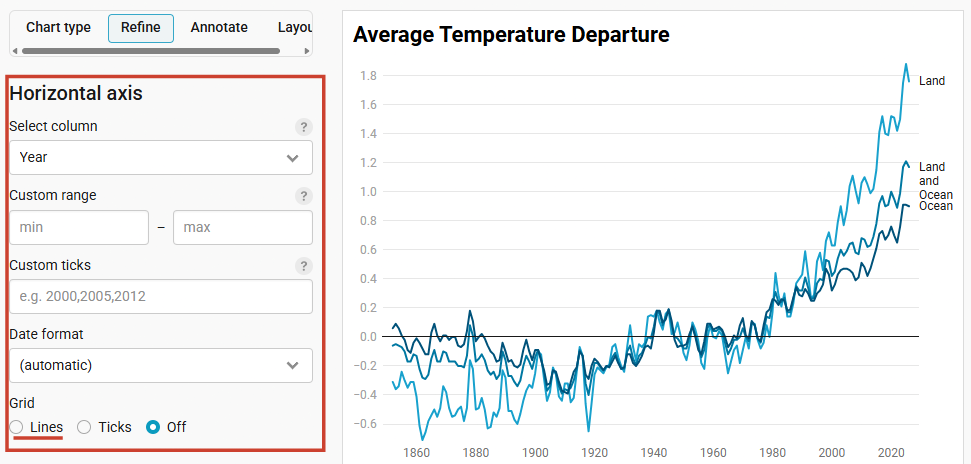 Chart type Refine Annotate Layou
Horizontal axis
Select column ?
Year
Custom range ?
min – max
Custom ticks ?
e.g. 2000,2005,2012
Date format
(automatic)
Grid
Lines Ticks Off
Average Temperature Departure
1.8
1.6
1.4
1.2
1.0
0.8
0.6
0.4
0.2
0.0
−0.2
−0.4
−0.6
1860 1880 1900 1920 1940 1960 1980 2000 2020
Land
Land
and
Ocean
Ocean